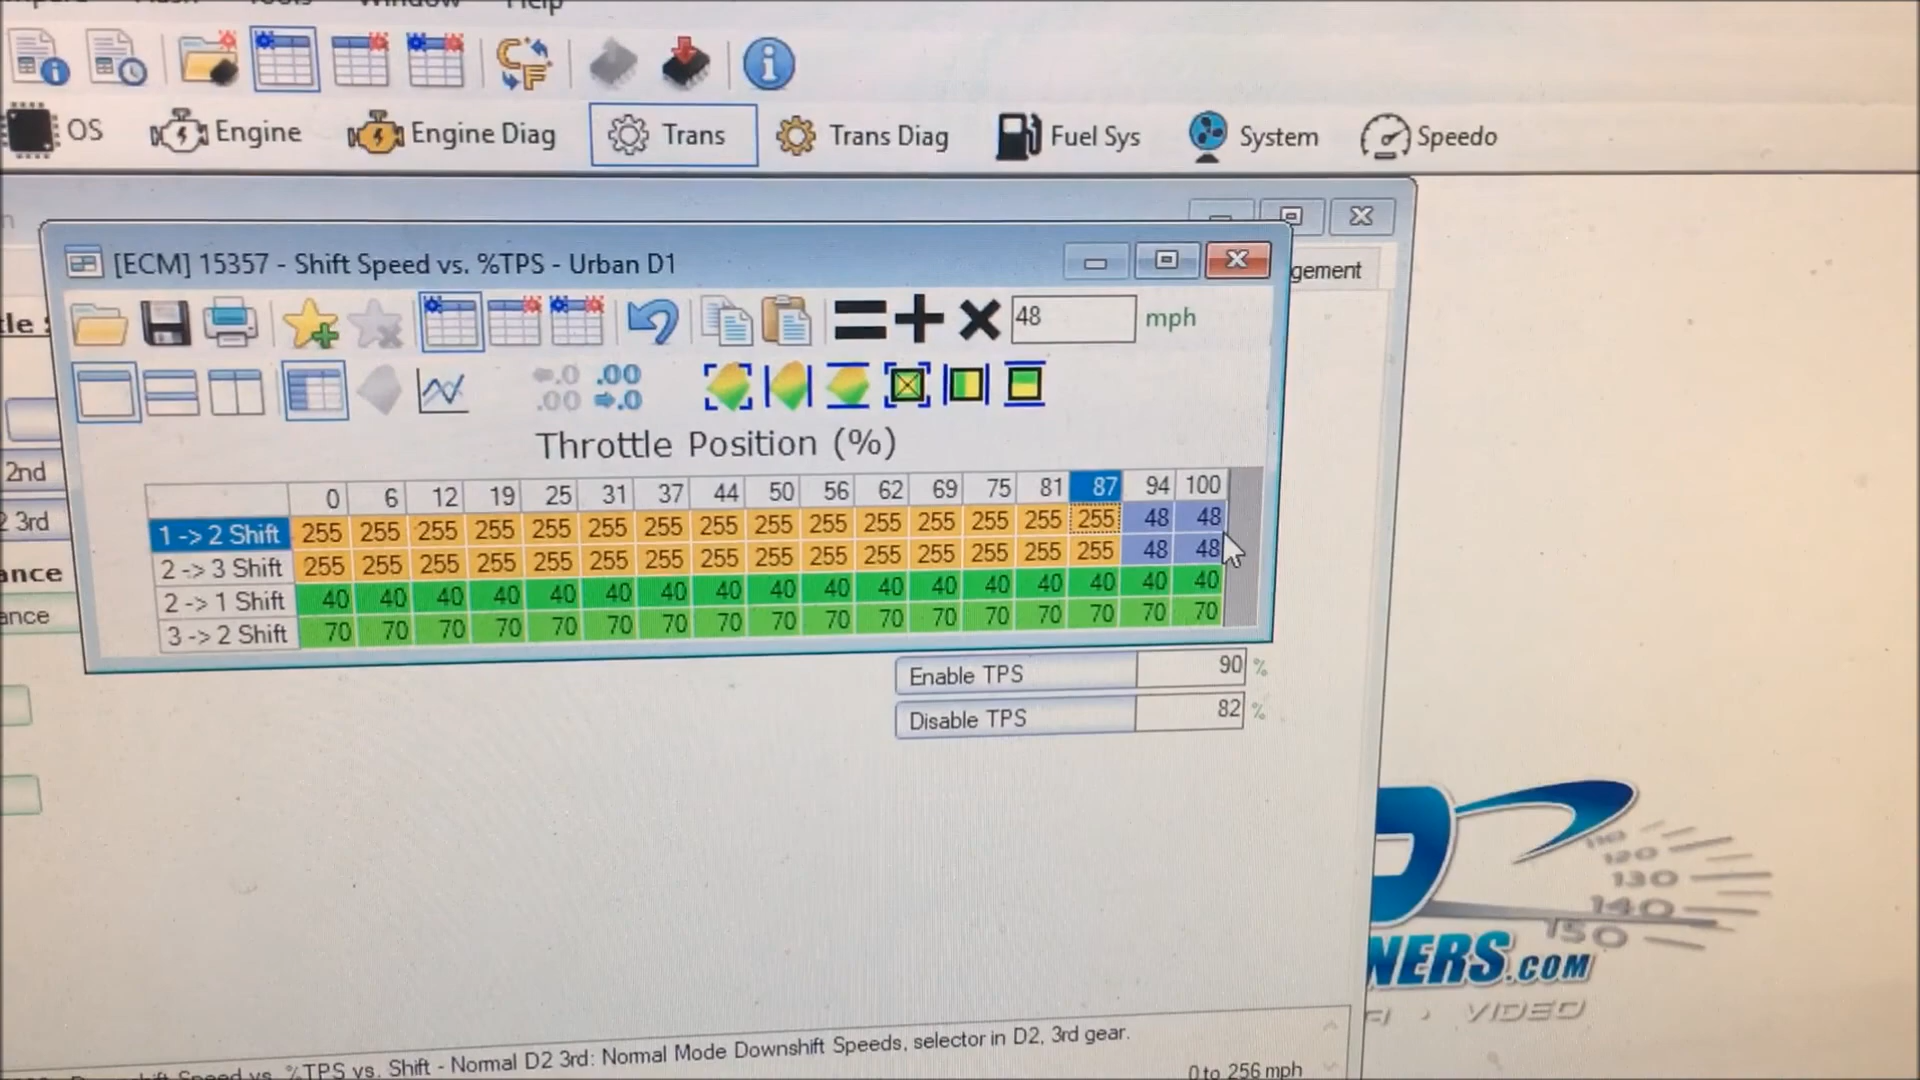 Help
OS Engine Engine Diag Trans Trans Diag Fuel Sys System Speedo
[ECM] 15357 - Shift Speed vs. %TPS - Urban D1
gement
48 mph
.0 .00
.00 .0
Throttle Position (%)
0 6 12 19 25 31 37 44 50 56 62 69 75 81 87 94 100
1 -> 2 Shift 255 255 255 255 255 255 255 255 255 255 255 255 255 255 255 48 48
2 -> 3 Shift 255 255 255 255 255 255 255 255 255 255 255 255 255 255 255 48 48
2 -> 1 Shift 40 40 40 40 40 40 40 40 40 40 40 40 40 40 40 40 40
3 -> 2 Shift 70 70 70 70 70 70 70 70 70 70 70 70 70 70 70 70 70
2nd
2 3rd
ance
ance
Enable TPS 90 %
Disable TPS 82 %
110
120
130
140
150
NERS.COM
VIDEO
Downshift Speed vs. %TPS vs. Shift - Normal D2 3rd: Normal Mode Downshift Speeds, selector in D2, 3rd gear.
0 to 256 mph